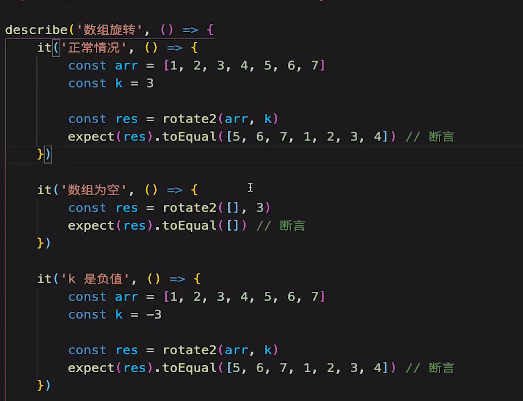 describe('数组旋转', () => {
it('正常情况', () => {
const arr = [1, 2, 3, 4, 5, 6, 7]
const k = 3
const res = rotate2(arr, k)
expect(res).toEqual([5, 6, 7, 1, 2, 3, 4]) // 断言
})
it('数组为空', () => {
const res = rotate2([], 3)
expect(res).toEqual([]) // 断言
})
it('k 是负值', () => {
const arr = [1, 2, 3, 4, 5, 6, 7]
const k = -3
const res = rotate2(arr, k)
expect(res).toEqual([5, 6, 7, 1, 2, 3, 4]) // 断言
})